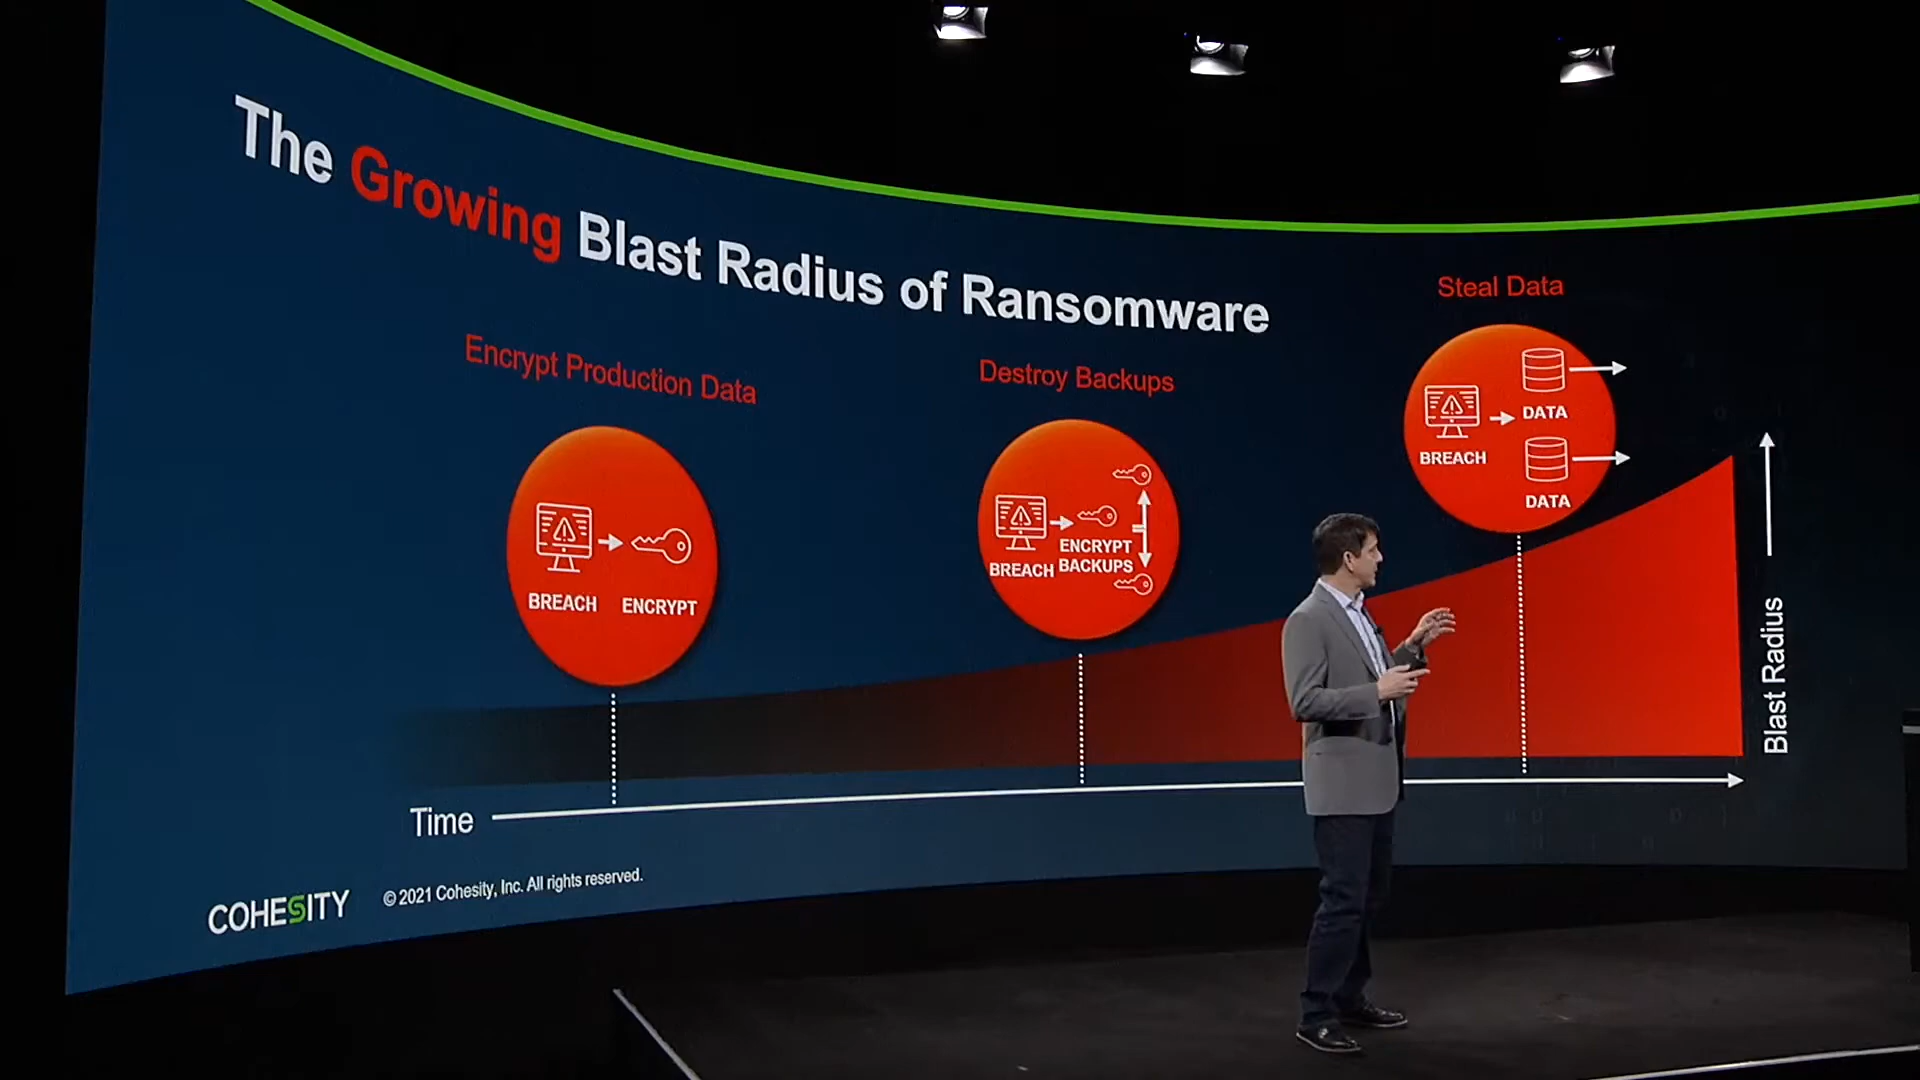 The Growing Blast Radius of Ransomware
Encrypt Production Data
BREACH
ENCRYPT
Destroy Backups
BREACH
ENCRYPT
BACKUPS
Steal Data
BREACH
DATA
DATA
Blast Radius
Time
COHESITY
© 2021 Cohesity, Inc. All rights reserved.